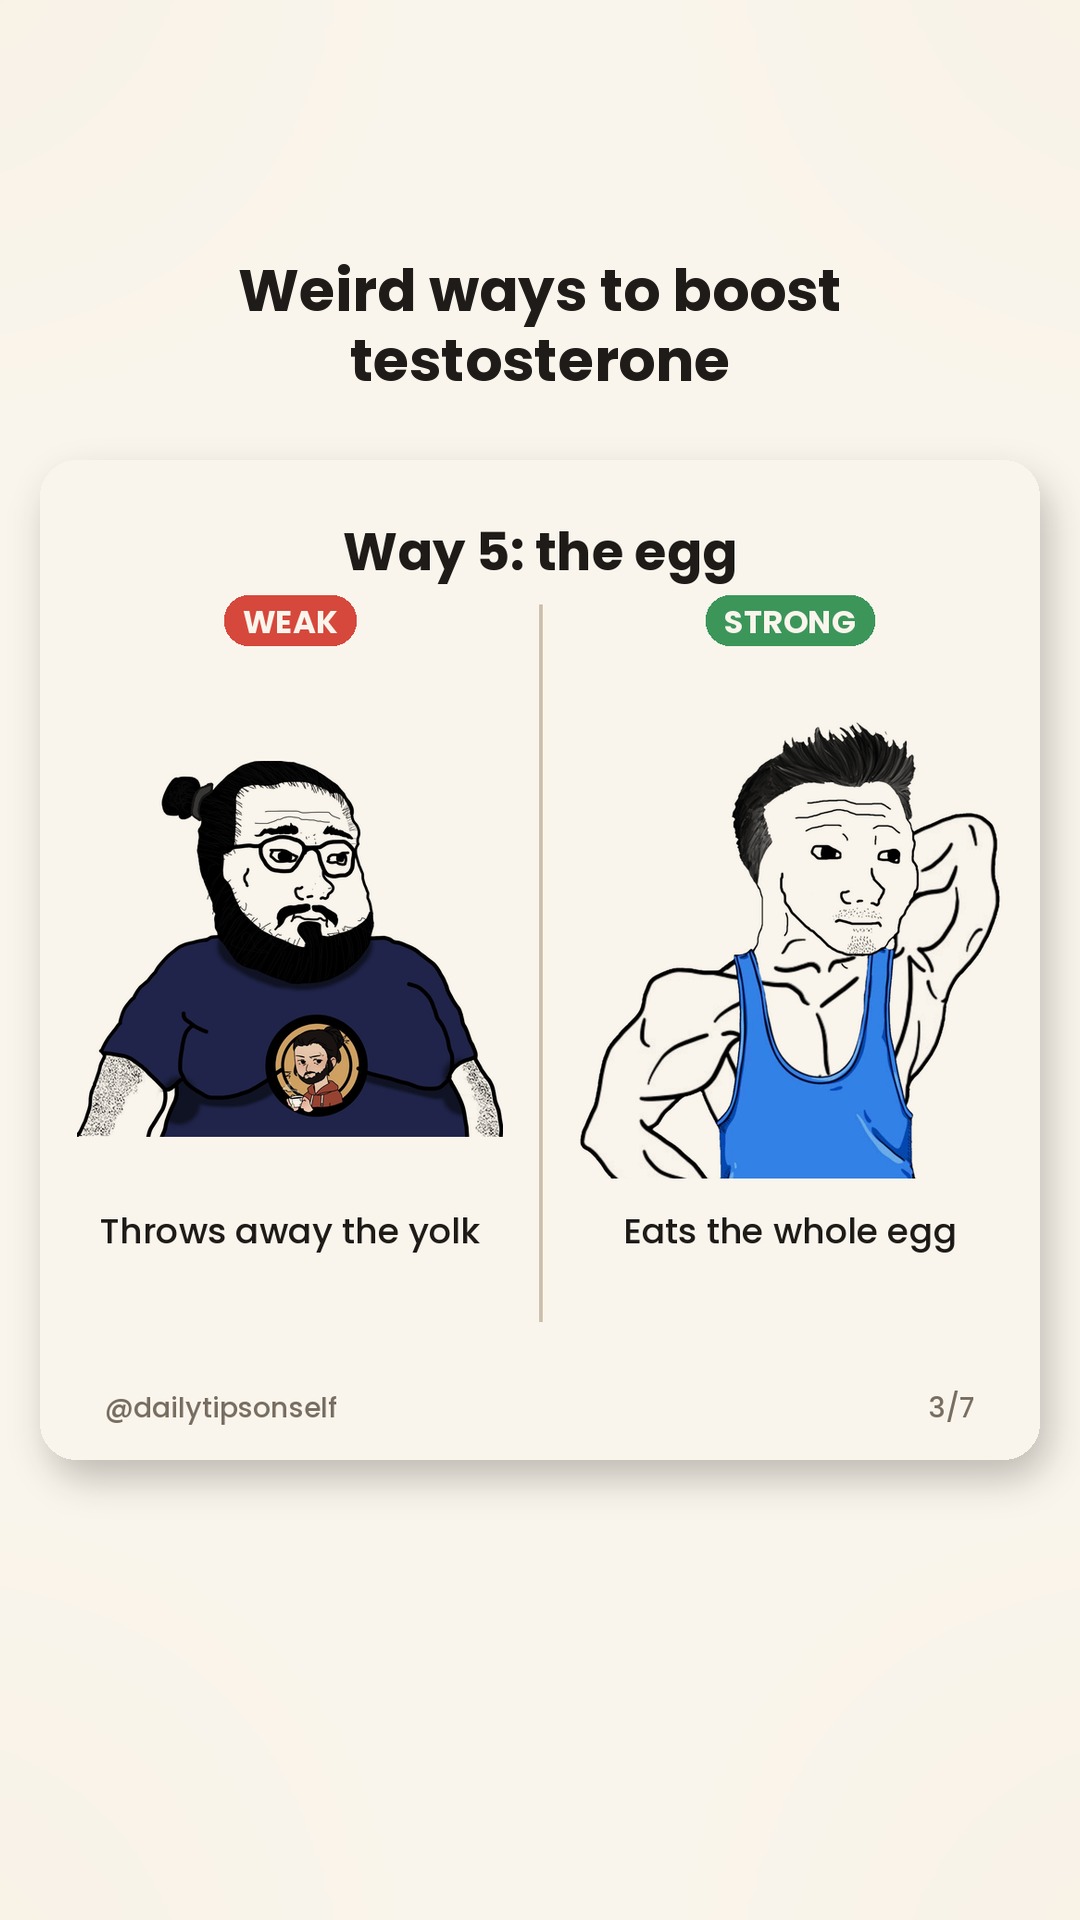 Weird ways to boost
testosterone
Way 5: the egg
WEAK
STRONG
Throws away the yolk
Eats the whole egg
@dailytipsonself
3/7